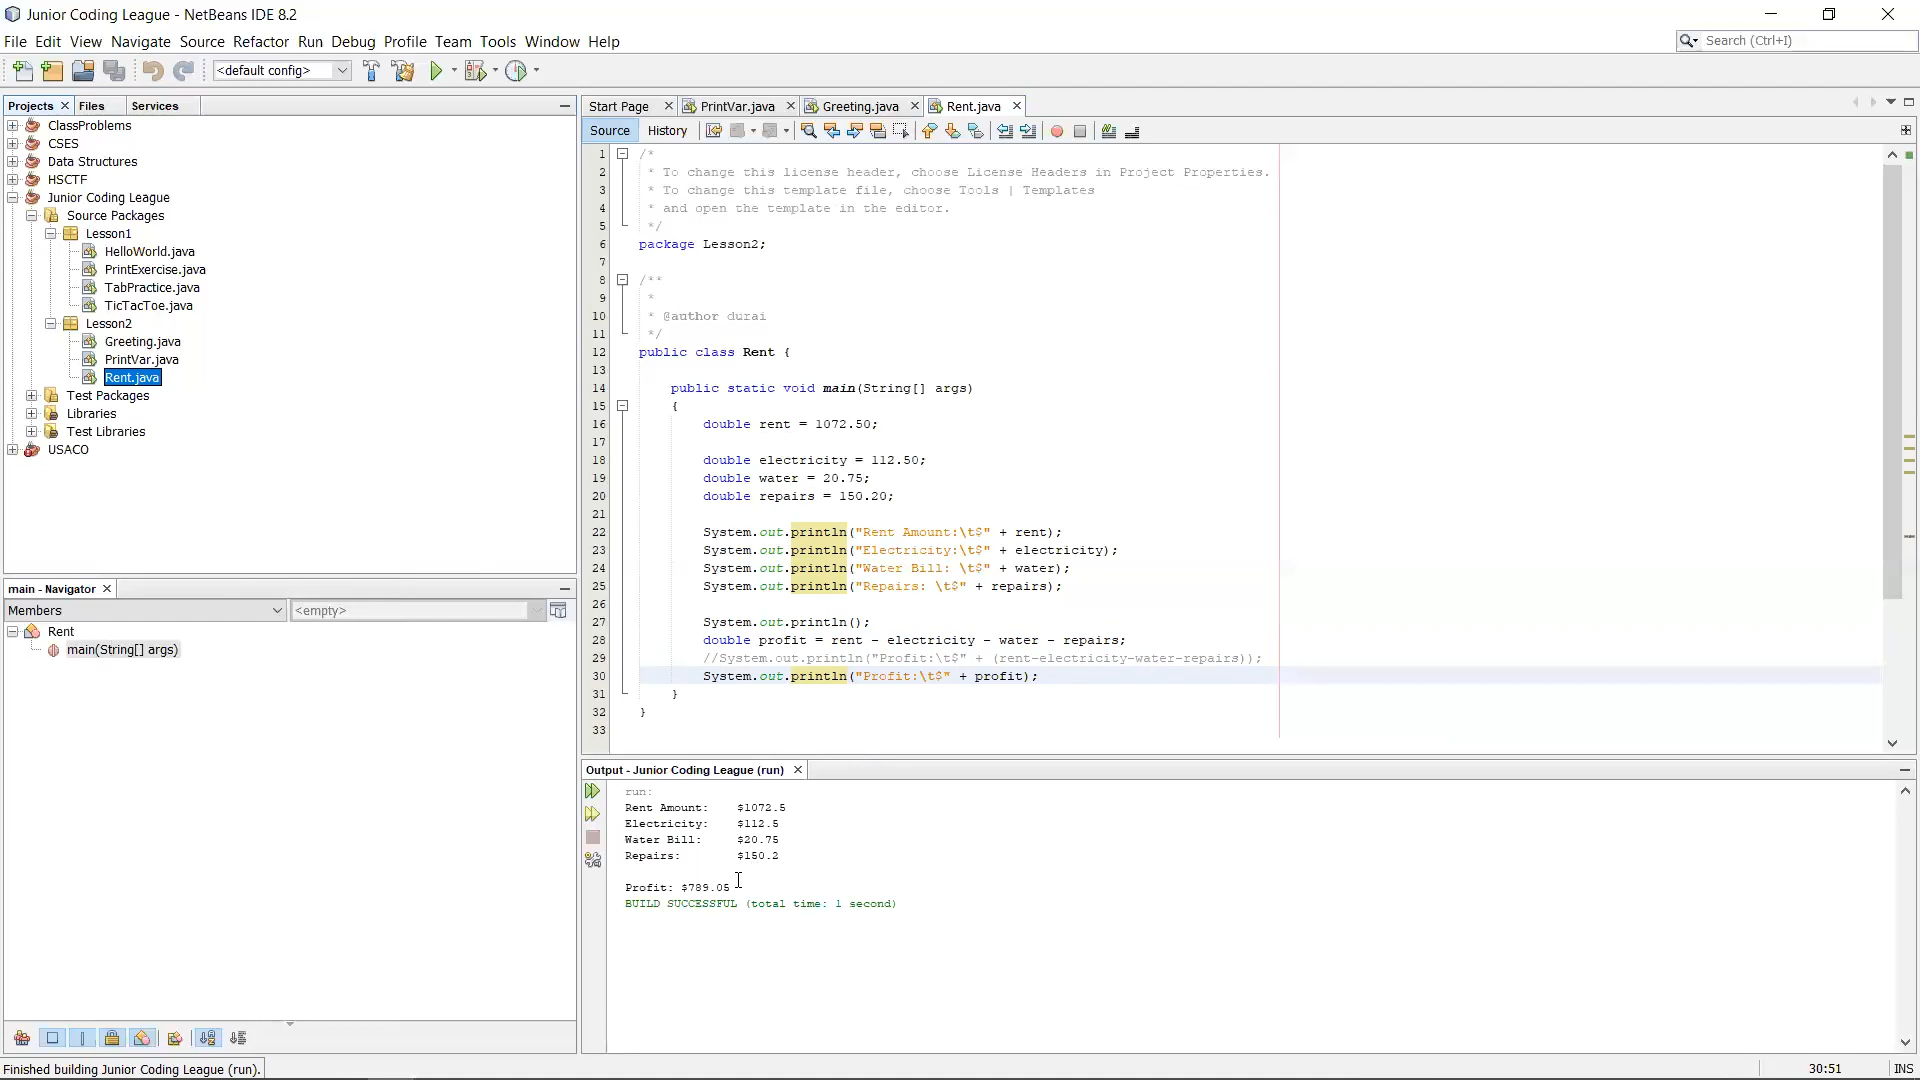 Junior Coding League - NetBeans IDE 8.2
File Edit View Navigate Source Refactor Run Debug Profile Team Tools Window Help
Search (Ctrl+I)
<default config>
Projects Files Services
ClassProblems
CSES
Data Structures
HSCTF
Junior Coding League
Source Packages
Lesson1
HelloWorld.java
PrintExercise.java
TabPractice.java
TicTacToe.java
Lesson2
Greeting.java
PrintVar.java
Rent.java
Test Packages
Libraries
Test Libraries
USACO
main - Navigator
Members <empty>
Rent
main(String[] args)
Start Page PrintVar.java Greeting.java Rent.java
Source History
1 /*
2 * To change this license header, choose License Headers in Project Properties.
3 * To change this template file, choose Tools | Templates
4 * and open the template in the editor.
5 */
6 package Lesson2;
7
8 /**
9 *
10 * @author durai
11 */
12 public class Rent {
13
14 public static void main(String[] args)
15 {
16 double rent = 1072.50;
17
18 double electricity = 112.50;
19 double water = 20.75;
20 double repairs = 150.20;
21
22 System.out.println("Rent Amount:\t$" + rent);
23 System.out.println("Electricity:\t$" + electricity);
24 System.out.println("Water Bill: \t$" + water);
25 System.out.println("Repairs: \t$" + repairs);
26
27 System.out.println();
28 double profit = rent - electricity - water - repairs;
29 //System.out.println("Profit:\t$" + (rent-electricity-water-repairs));
30 System.out.println("Profit:\t$" + profit);
31 }
32 }
33
Output - Junior Coding League (run)
run:
Rent Amount: $1072.5
Electricity: $112.5
Water Bill: $20.75
Repairs: $150.2
Profit: $789.05
BUILD SUCCESSFUL (total time: 1 second)
Finished building Junior Coding League (run).
30:51 INS